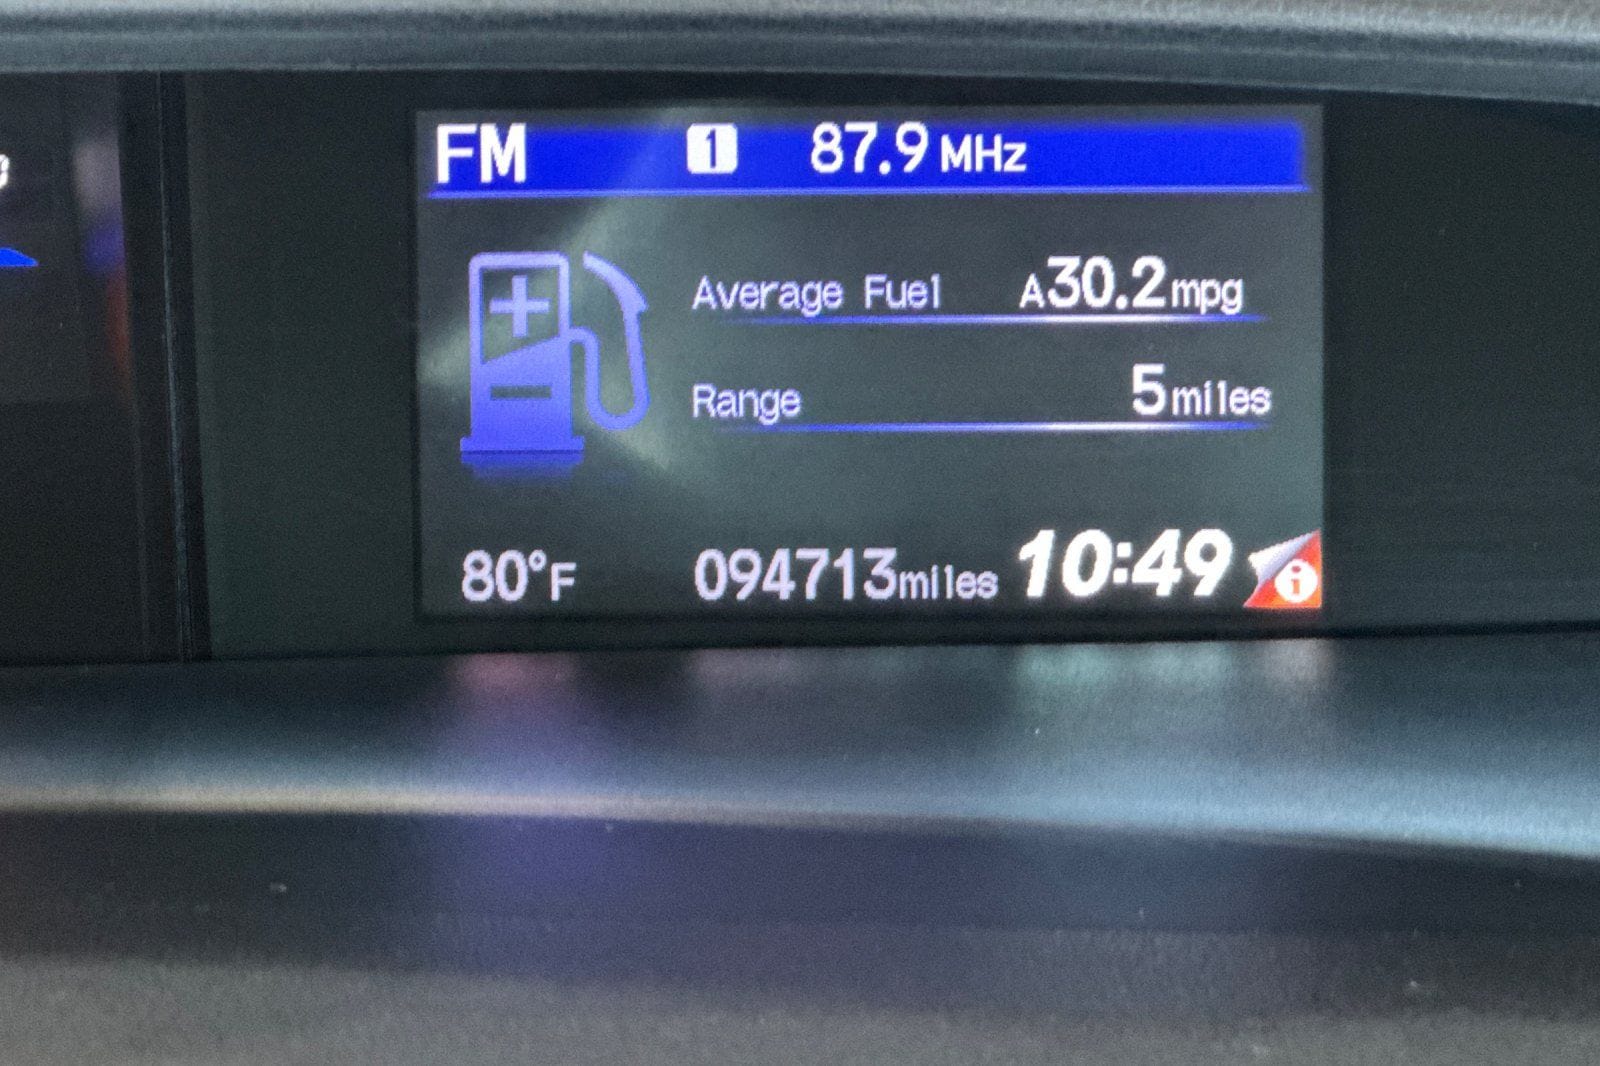 FM 1 87.9 MHz
Average Fuel A30.2mpg
Range 5miles
80°F 094713miles 10:49 i